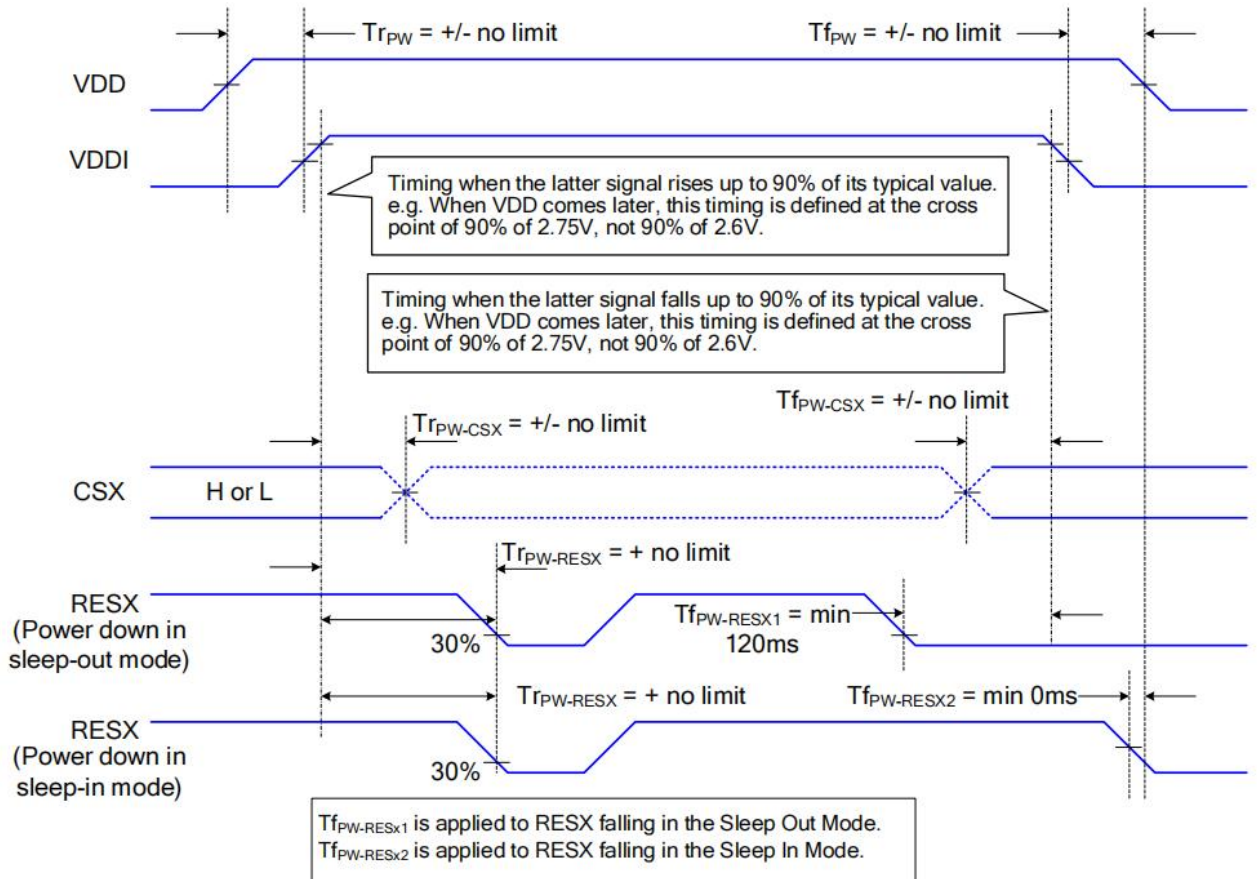 TrPW = +/- no limit
TfPW = +/- no limit
VDD
VDDI
Timing when the latter signal rises up to 90% of its typical value.
e.g. When VDD comes later, this timing is defined at the cross
point of 90% of 2.75V, not 90% of 2.6V.
Timing when the latter signal falls up to 90% of its typical value.
e.g. When VDD comes later, this timing is defined at the cross
point of 90% of 2.75V, not 90% of 2.6V.
TfPW-CSX = +/- no limit
TrPW-CSX = +/- no limit
CSX
H or L
TrPW-RESX = + no limit
RESX
(Power down in
sleep-out mode)
30%
TfPW-RESX1 = min
120ms
TrPW-RESX = + no limit
TfPW-RESX2 = min 0ms
RESX
(Power down in
sleep-in mode)
30%
TfPW-RESx1 is applied to RESX falling in the Sleep Out Mode.
TfPW-RESx2 is applied to RESX falling in the Sleep In Mode.